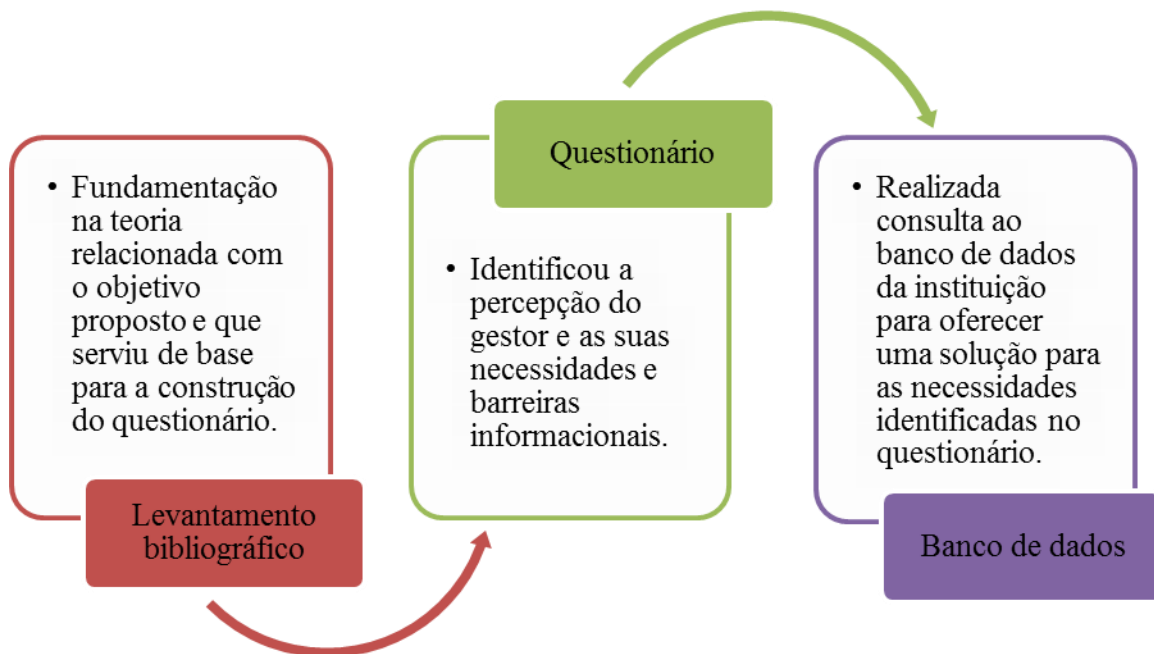 • Fundamentação
na teoria
relacionada com
o objetivo
proposto e que
serviu de base
para a construção
do questionário.
Levantamento
bibliográfico
Questionário
• Identificou a
percepção do
gestor e as suas
necessidades e
barreiras
informacionais.
• Realizada
consulta ao
banco de dados
da instituição
para oferecer
uma solução para
as necessidades
identificadas no
questionário.
Banco de dados